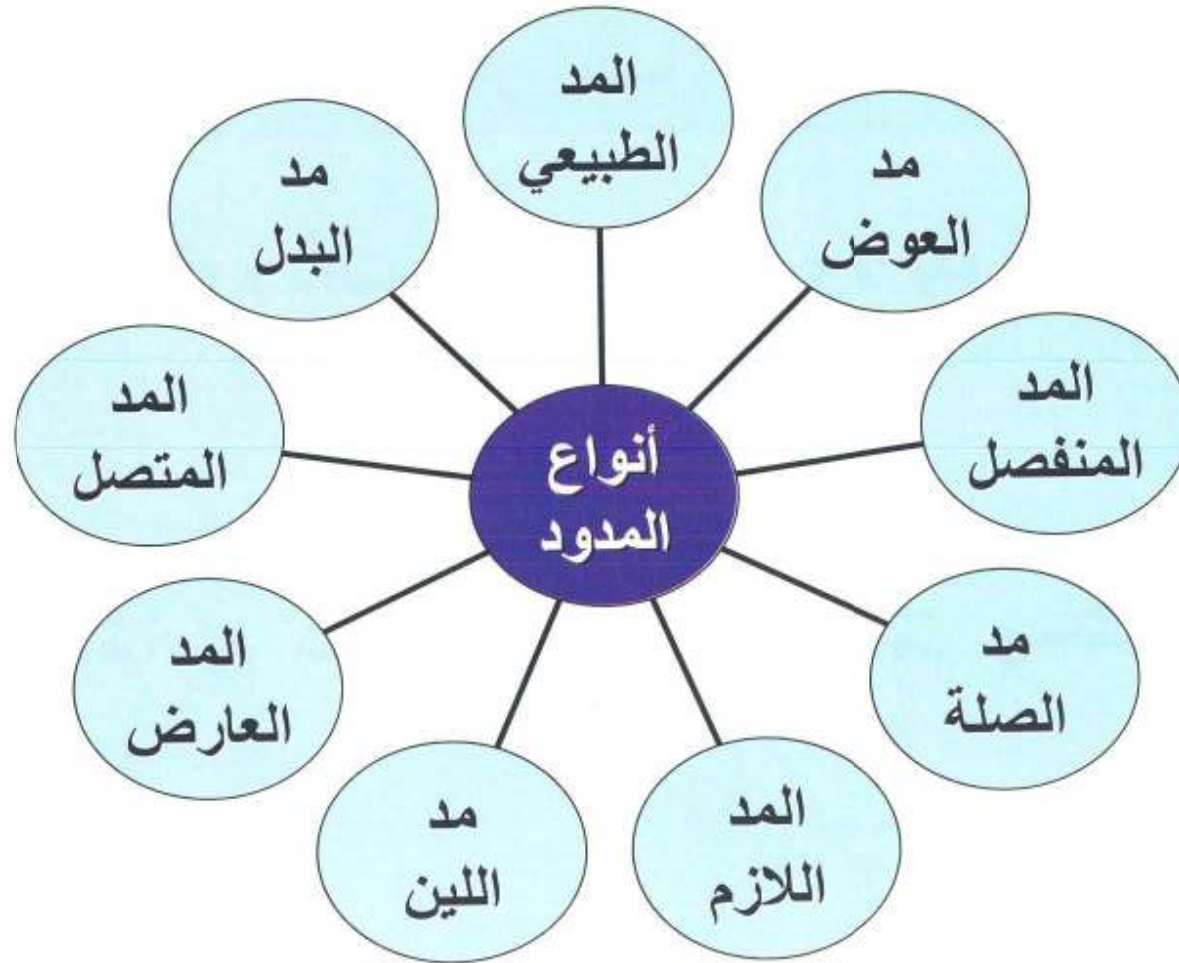 أنواع
المدود
المد
الطبيعي
مد
العوض
المد
المنفصل
مد
الصلة
المد
اللازم
مد
اللين
المد
العارض
المد
المتصل
مد
البدل